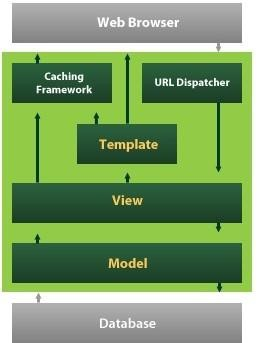 Web Browser
Caching
Framework
URL Dispatcher
Template
View
Model
Database